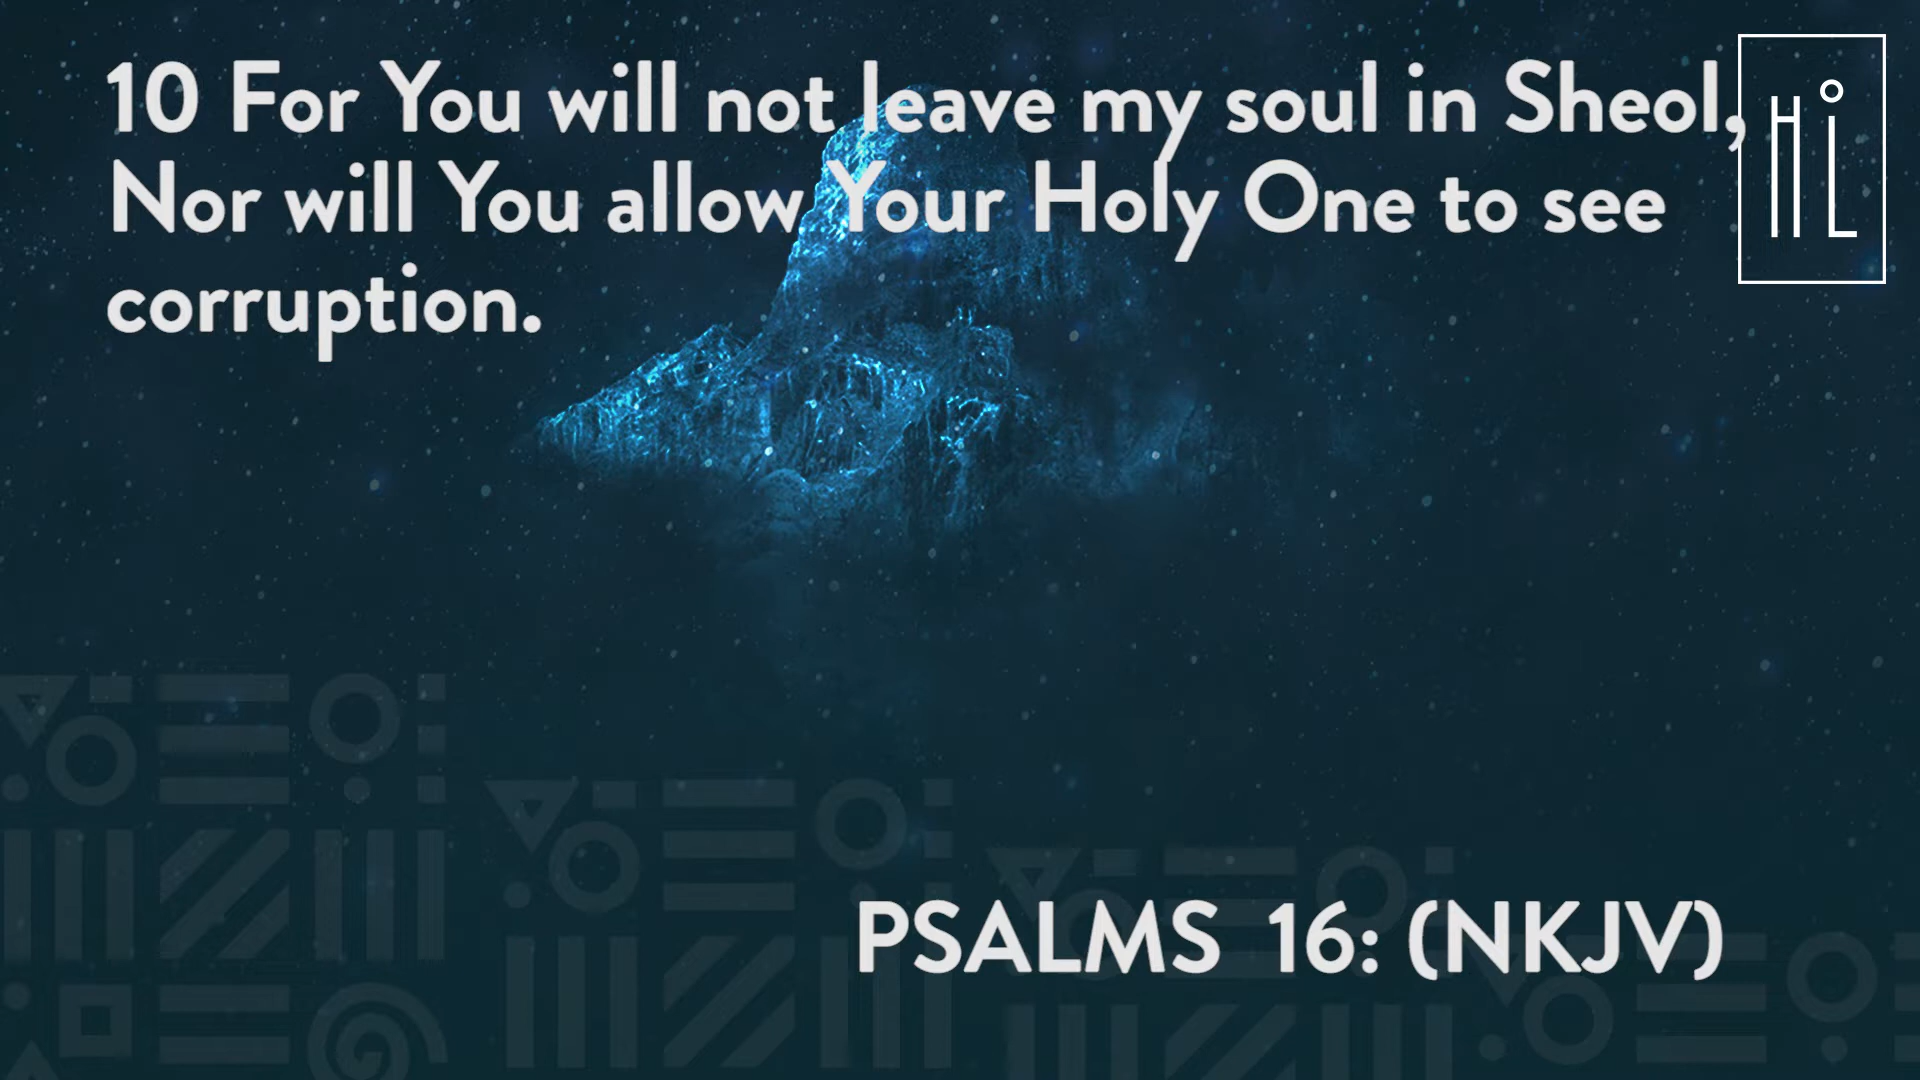 10 For You will not leave my soul in Sheol,
Nor will You allow Your Holy One to see
corruption.
HiL
PSALMS 16: (NKJV)